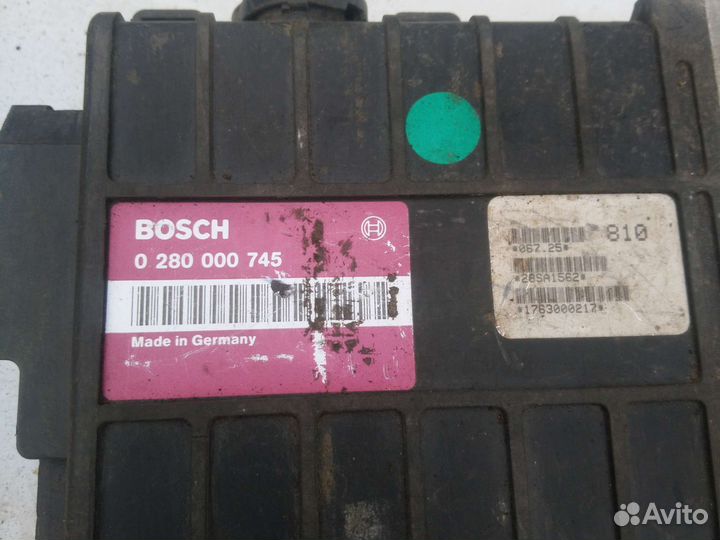 BOSCH
0 280 000 745
Made in Germany
810
*067.25*
*28SA1562*
*1763000217*
Avito